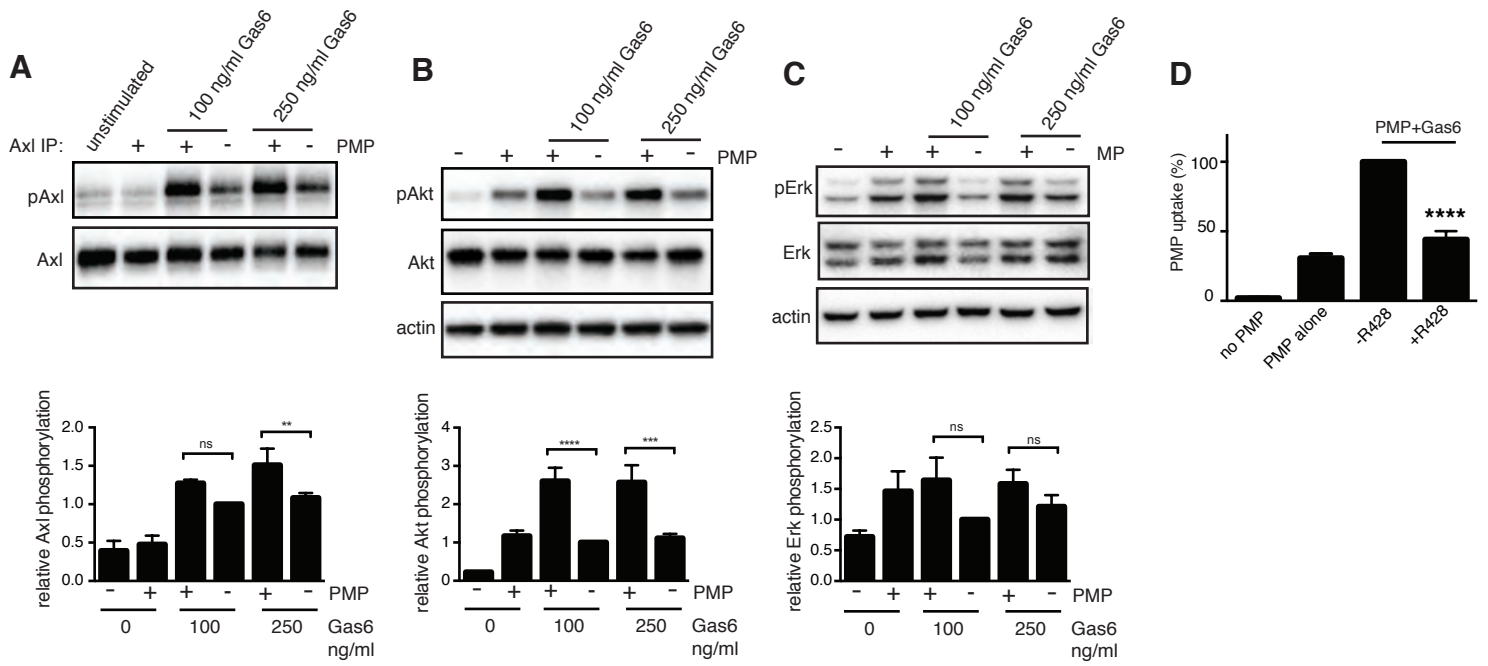 A
unstimulated
100 ng/ml Gas6
250 ng/ml Gas6
Axl IP: + + - + - PMP
pAxl
Axl
2.0
1.5
1.0
0.5
0.0
relative Axl phosphorylation
ns
**
- + + - + - PMP
0 100 250 Gas6
ng/ml
B
100 ng/ml Gas6
250 ng/ml Gas6
- + + - + - PMP
pAkt
Akt
actin
4
3
2
1
0
relative Akt phosphorylation
****
***
- + + - + - PMP
0 100 250 Gas6
ng/ml
C
100 ng/ml Gas6
250 ng/ml Gas6
- + + - + - MP
pErk
Erk
actin
2.5
2.0
1.5
1.0
0.5
0.0
relative Erk phosphorylation
ns
ns
- + + - + - PMP
0 100 250 Gas6
ng/ml
D
PMP+Gas6
PMP uptake (%)
100
50
0
****
no PMP
PMP alone
-R428
+R428